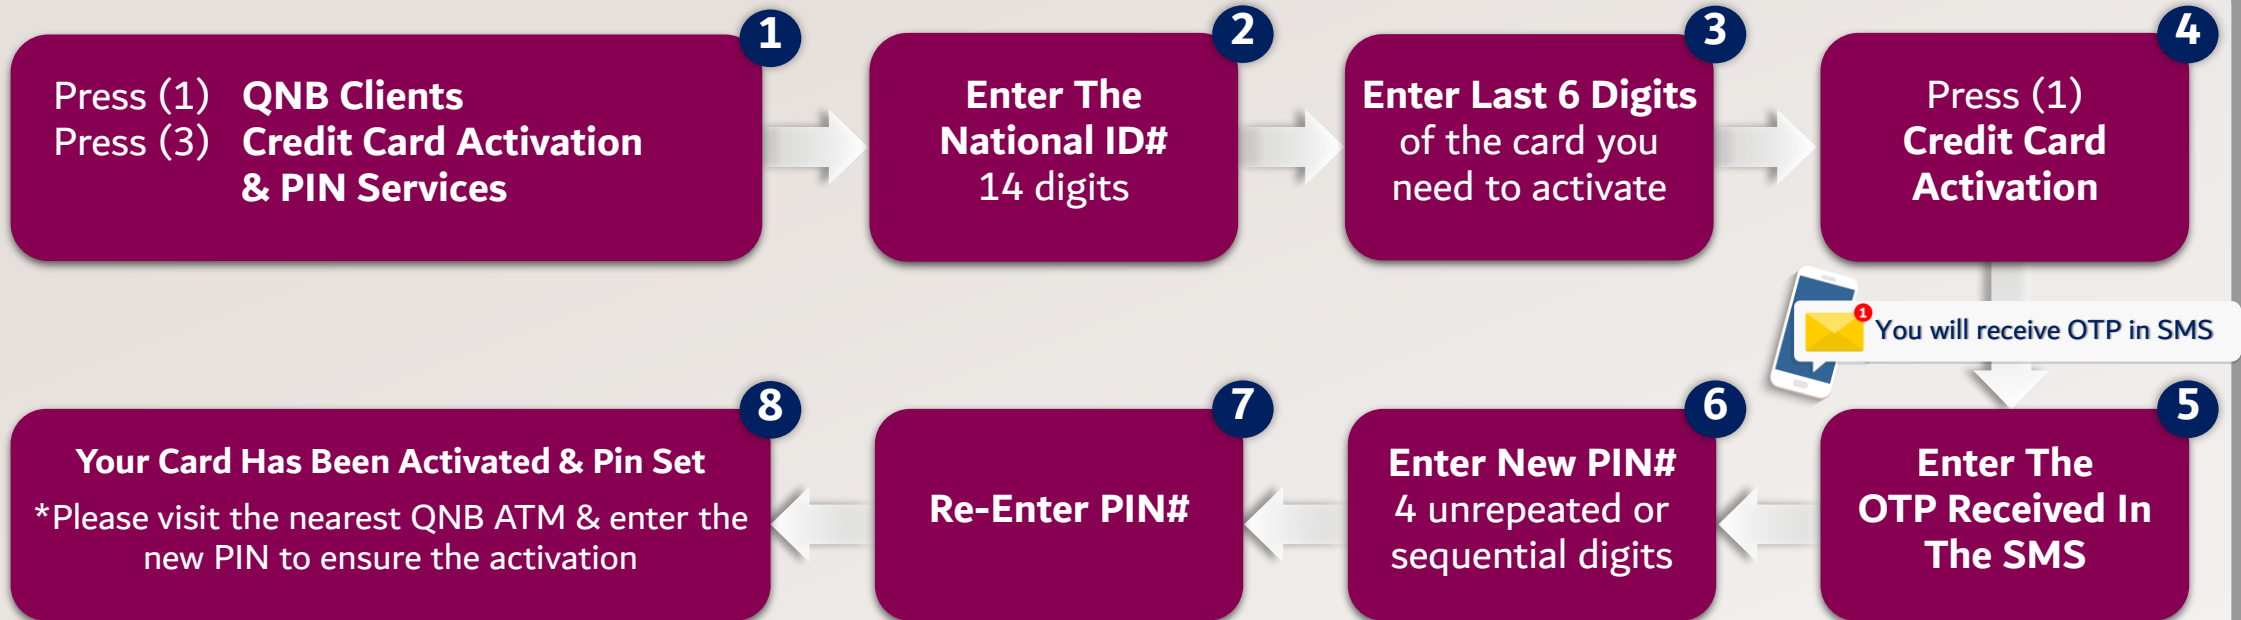 1
Press (1) QNB Clients
Press (3) Credit Card Activation
& PIN Services
2
Enter The
National ID#
14 digits
3
Enter Last 6 Digits
of the card you
need to activate
4
Press (1)
Credit Card
Activation
1
You will receive OTP in SMS
5
Enter The
OTP Received In
The SMS
6
Enter New PIN#
4 unrepeated or
sequential digits
7
Re-Enter PIN#
8
Your Card Has Been Activated & Pin Set
*Please visit the nearest QNB ATM & enter the
new PIN to ensure the activation